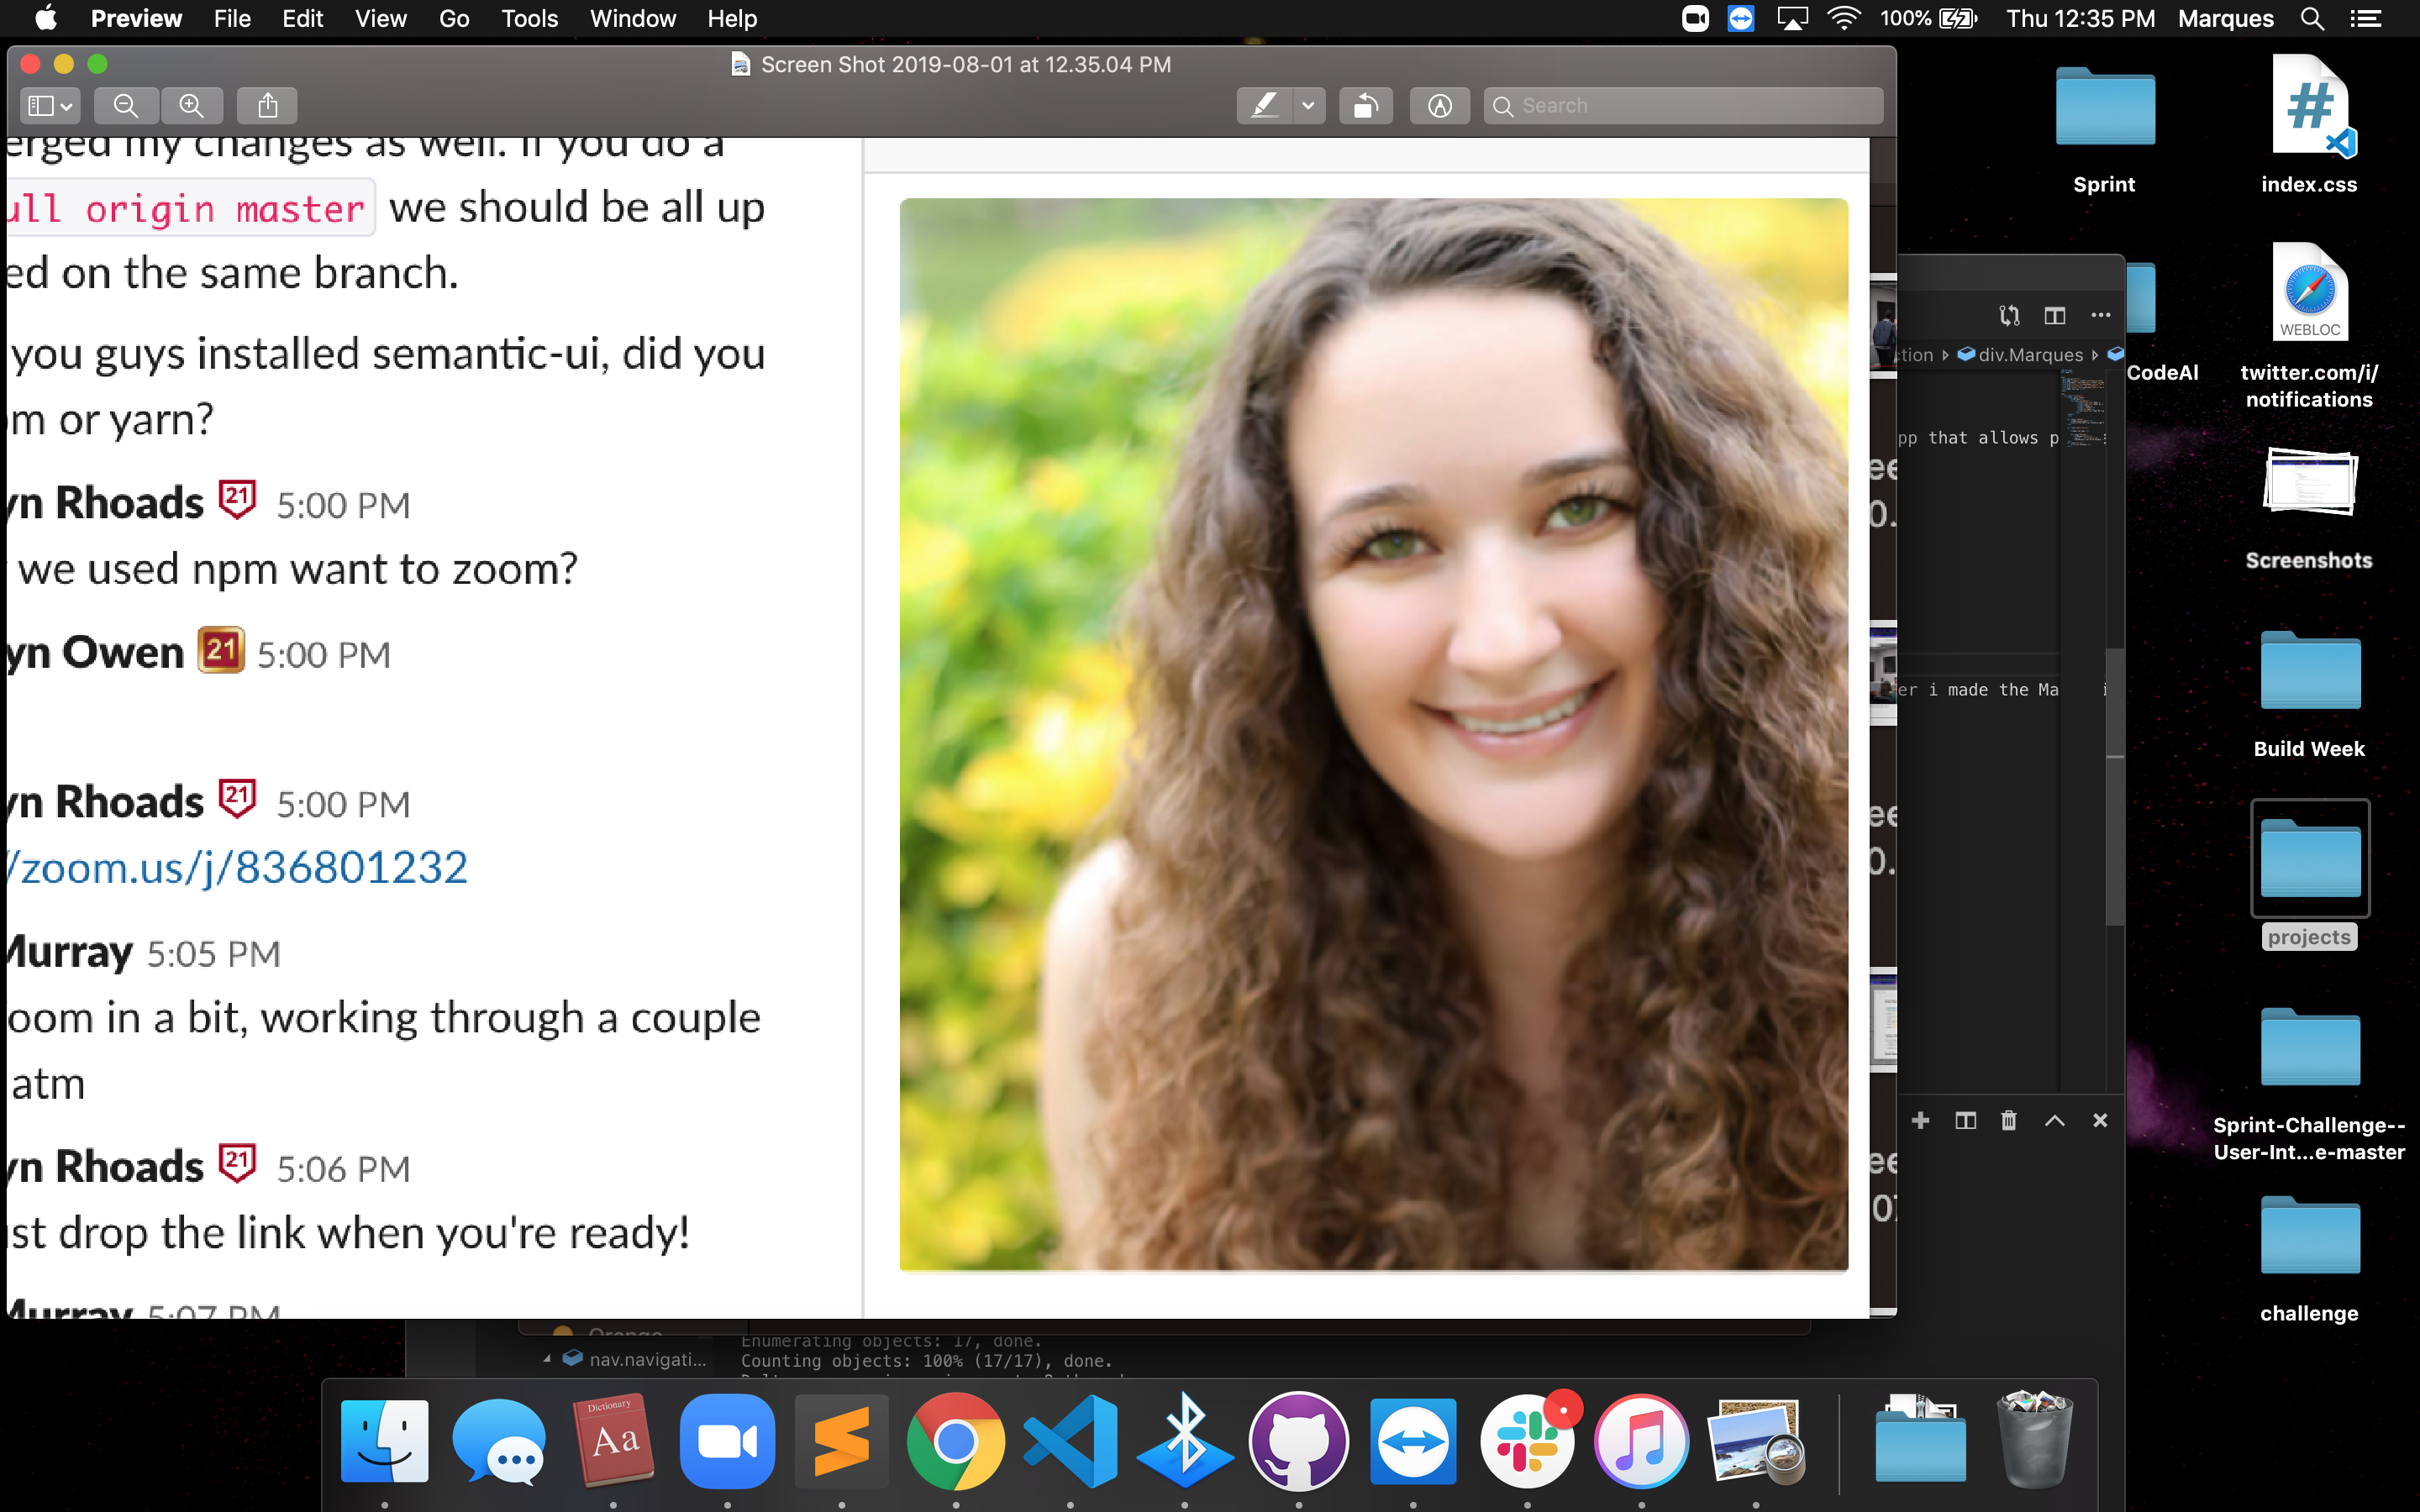 Preview File Edit View Go Tools Window Help 100% Thu 12:35 PM Marques
Screen Shot 2019-08-01 at 12.35.04 PM
Search
erged my changes as well. If you do a
ull origin master we should be all up
ed on the same branch.
you guys installed semantic-ui, did you
m or yarn?
yn Rhoads 21 5:00 PM
we used npm want to zoom?
yn Owen 21 5:00 PM
yn Rhoads 21 5:00 PM
/zoom.us/j/836801232
Murray 5:05 PM
oom in a bit, working through a couple
atm
yn Rhoads 21 5:06 PM
st drop the link when you're ready!
Murray 5:07 PM
ction div.Marques
pp that allows p
er i made the Ma
Orange
nav.navigati...
Enumerating objects: 17, done.
Counting objects: 100% (17/17), done.
Sprint
index.css
CodeAl
WEBLOC
twitter.com/i/
notifications
Screenshots
Build Week
projects
Sprint-Challenge--
User-Int...e-master
challenge
Dictionary
Aa